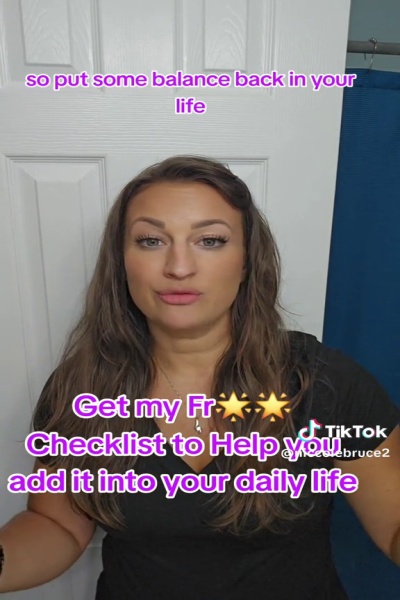 so put some balance back in your
life
Get my Fr🌟🌟
TikTok
Checklist to Help you
add it into your daily life